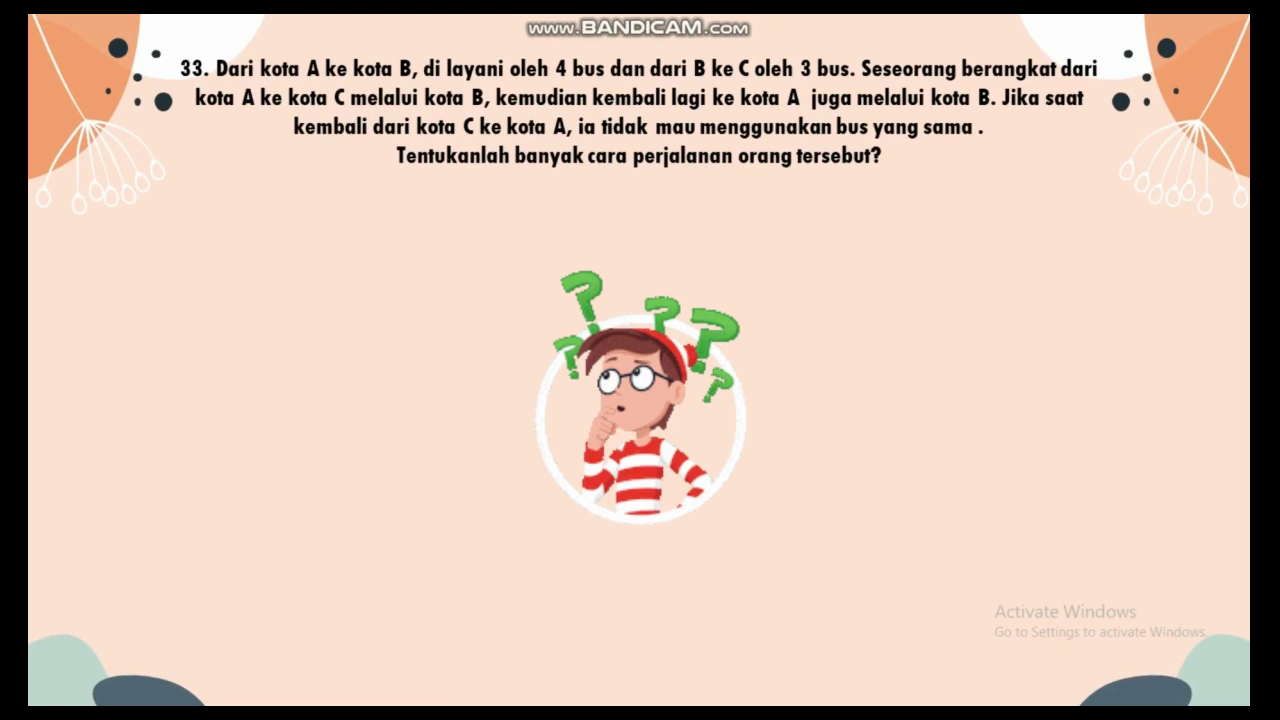 www.BANDICAM.com
33. Dari kota A ke kota B, di layani oleh 4 bus dan dari B ke C oleh 3 bus. Seseorang berangkat dari
kota A ke kota C melalui kota B, kemudian kembali lagi ke kota A juga melalui kota B. Jika saat
kembali dari kota C ke kota A, ia tidak mau menggunakan bus yang sama .
Tentukanlah banyak cara perjalanan orang tersebut?
Activate Windows
Go to Settings to activate Windows.